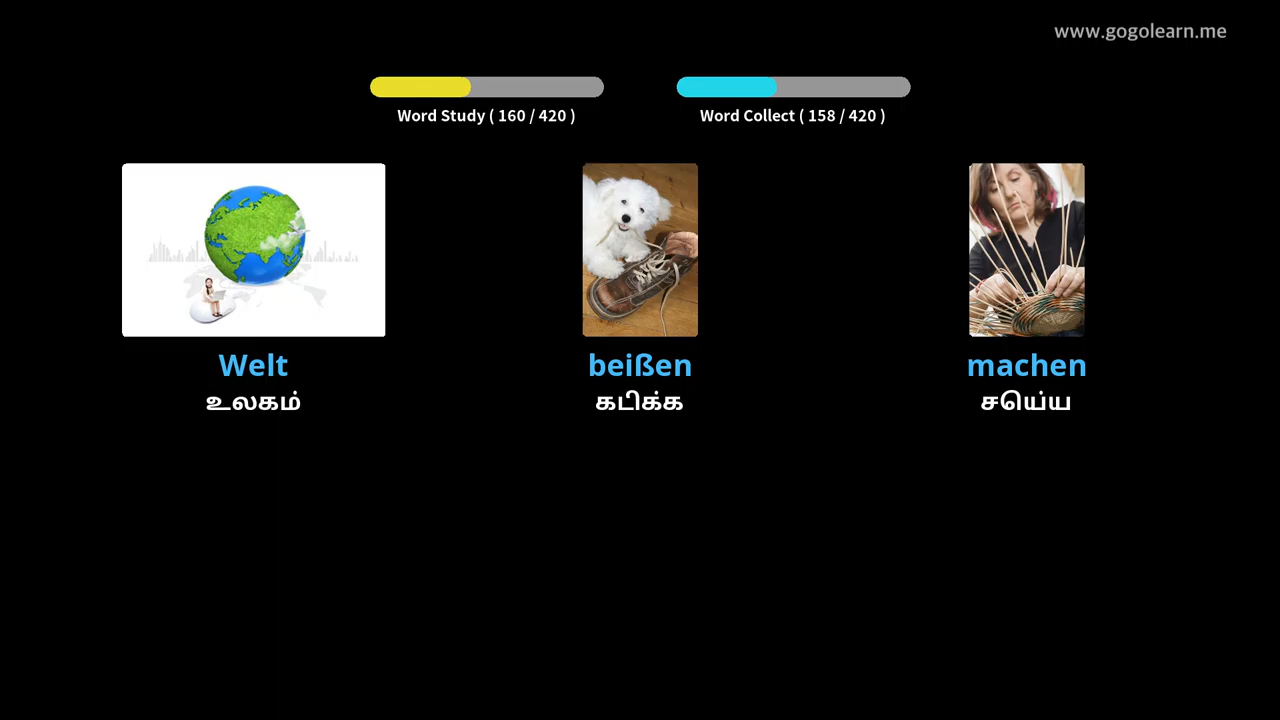 www.gogolearn.me
Word Study ( 160 / 420 )
Word Collect ( 158 / 420 )
Welt
beißen
machen
உலகம்
கடிக்க
செய்ய